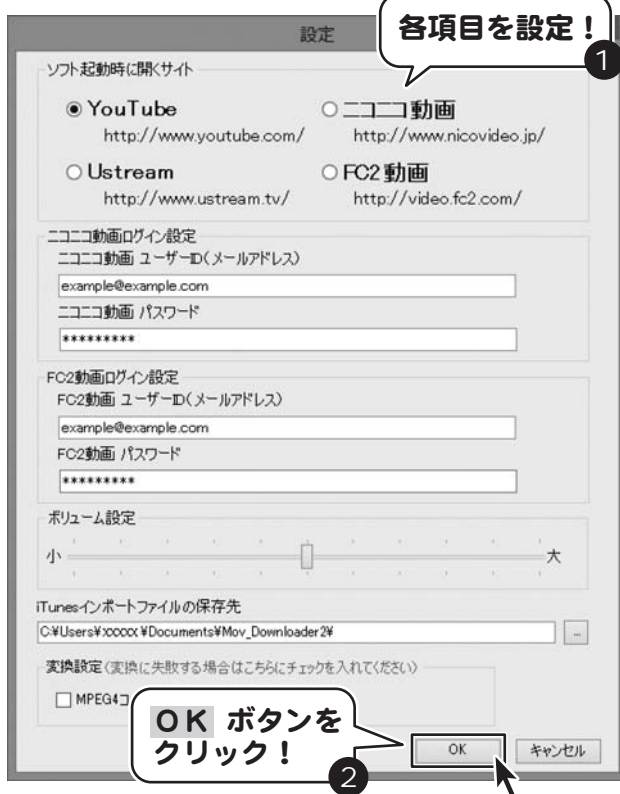 設定
各項目を設定！
1
ソフト起動時に開くサイト
YouTube
http://www.youtube.com/
ニコニコ動画
http://www.nicovideo.jp/
Ustream
http://www.ustream.tv/
FC2動画
http://video.fc2.com/
ニコニコ動画ログイン設定
ニコニコ動画 ユーザーID(メールアドレス)
example@example.com
ニコニコ動画 パスワード
*********
FC2動画ログイン設定
FC2動画 ユーザーID(メールアドレス)
example@example.com
FC2動画 パスワード
*********
ボリューム設定
小
大
iTunesインポートファイルの保存先
C:¥Users¥xxxxx¥Documents¥Mov_Downloader2¥
...
変換設定(変換に失敗する場合はこちらにチェックを入れてください)
MPEG4コ
OK ボタンを
クリック！
2
OK
キャンセル